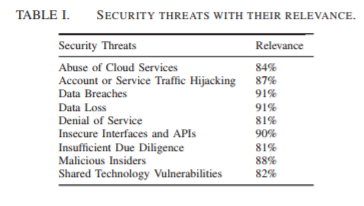 TABLE I. SECURITY THREATS WITH THEIR RELEVANCE.
Security Threats Relevance
Abuse of Cloud Services 84%
Account or Service Traffic Hijacking 87%
Data Breaches 91%
Data Loss 91%
Denial of Service 81%
Insecure Interfaces and APIs 90%
Insufficient Due Diligence 81%
Malicious Insiders 88%
Shared Technology Vulnerabilities 82%